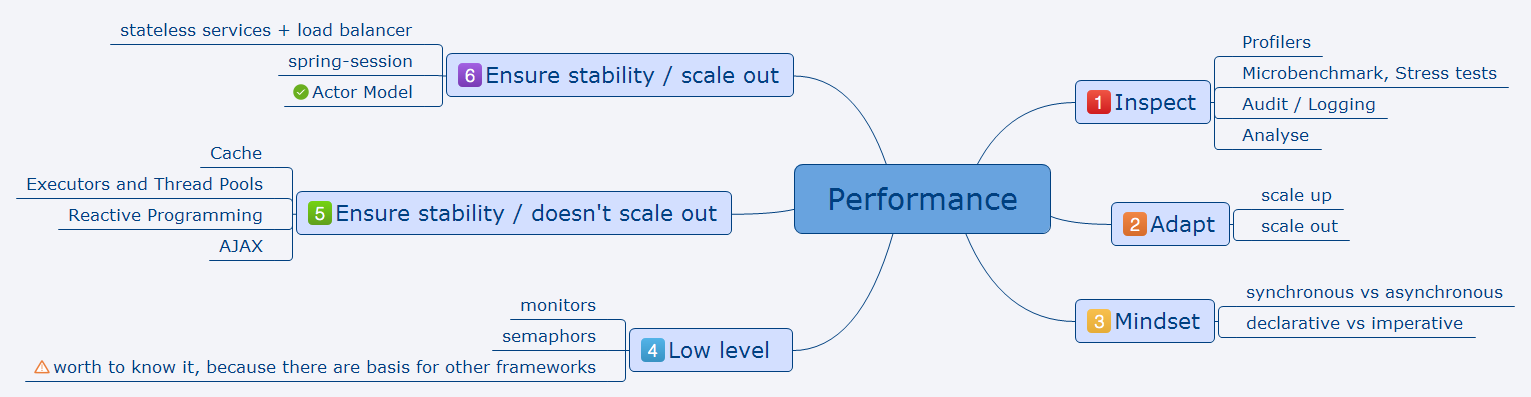 Performance
1 Inspect
Profilers
Microbenchmark, Stress tests
Audit / Logging
Analyse
2 Adapt
scale up
scale out
3 Mindset
synchronous vs asynchronous
declarative vs imperative
4 Low level
monitors
semaphors
worth to know it, because there are basis for other frameworks
5 Ensure stability / doesn't scale out
Cache
Executors and Thread Pools
Reactive Programming
AJAX
6 Ensure stability / scale out
stateless services + load balancer
spring-session
Actor Model